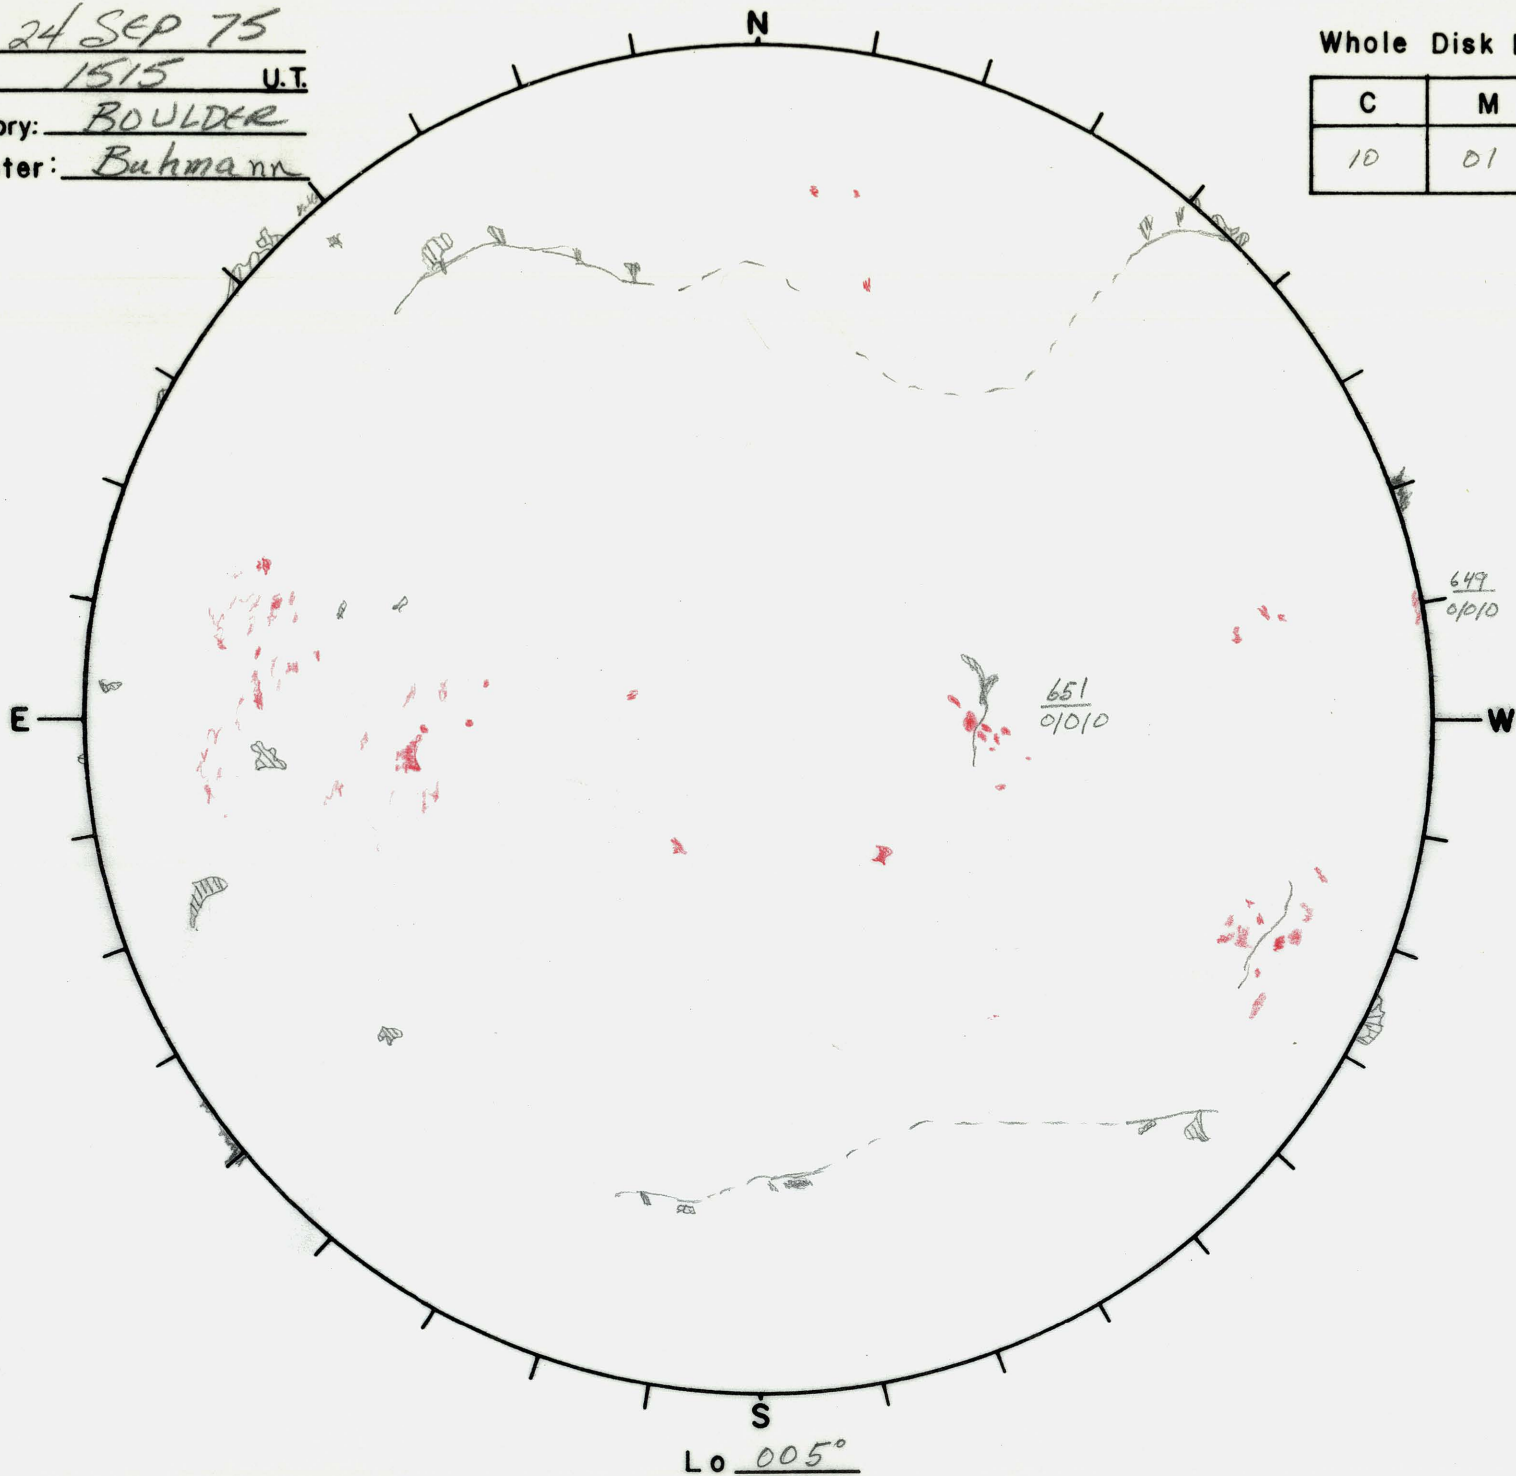 24 SEP 75
1515 U.T.
ory: BOULDER
ter: Buhmann
N
Whole Disk
C M
10 01
649
0/0/0
651
0/0/0
E
W
S
Lo 005°